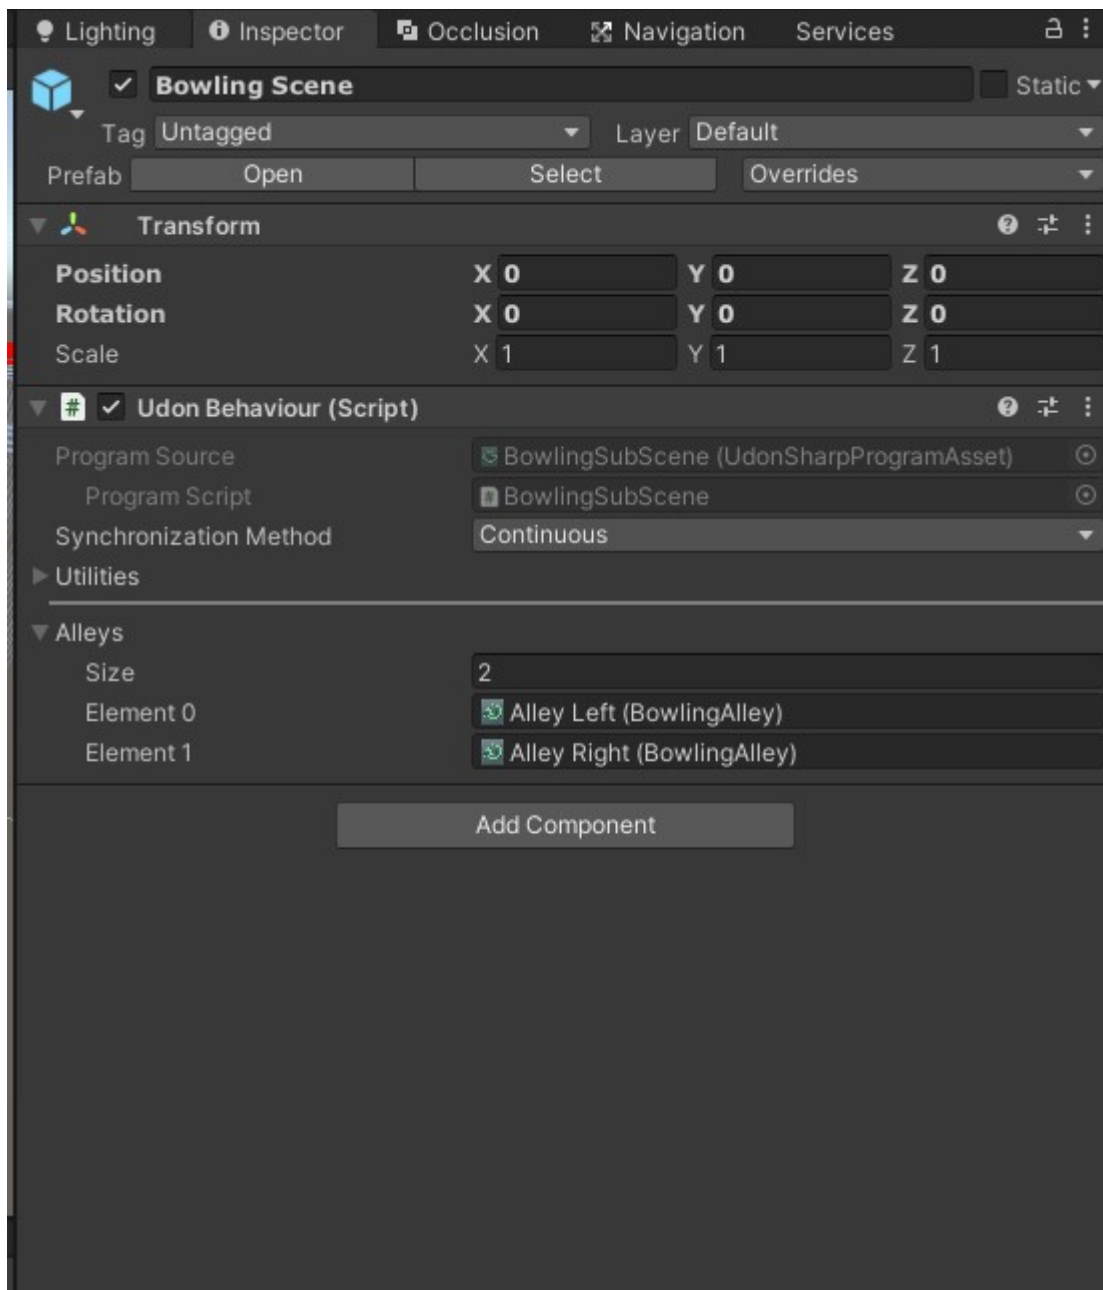 Lighting Inspector Occlusion Navigation Services
Bowling Scene Static
Tag Untagged Layer Default
Prefab Open Select Overrides
Transform
Position X 0 Y 0 Z 0
Rotation X 0 Y 0 Z 0
Scale X 1 Y 1 Z 1
# Udon Behaviour (Script)
Program Source BowlingSubScene (UdonSharpProgramAsset)
Program Script BowlingSubScene
Synchronization Method Continuous
Utilities
Alleys
Size 2
Element 0 Alley Left (BowlingAlley)
Element 1 Alley Right (BowlingAlley)
Add Component